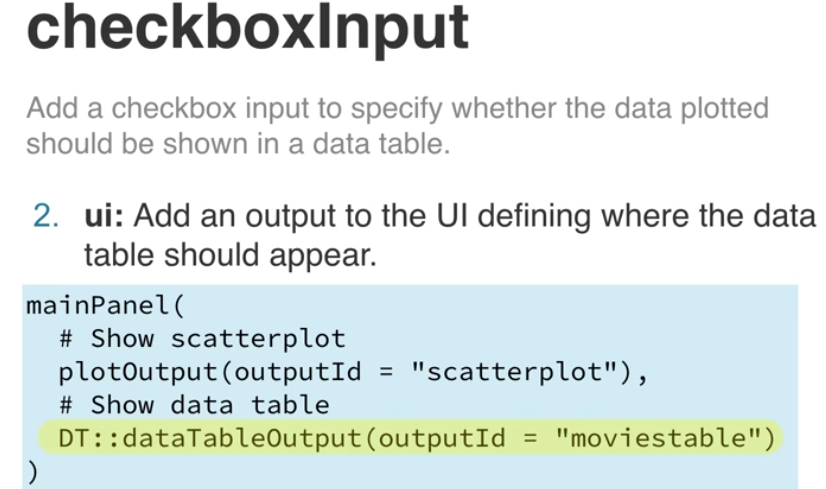 checkboxInput
Add a checkbox input to specify whether the data plotted
should be shown in a data table.
2. ui: Add an output to the UI defining where the data
table should appear.
mainPanel(
  # Show scatterplot
  plotOutput(outputId = "scatterplot"),
  # Show data table
  DT::dataTableOutput(outputId = "moviestable")
)